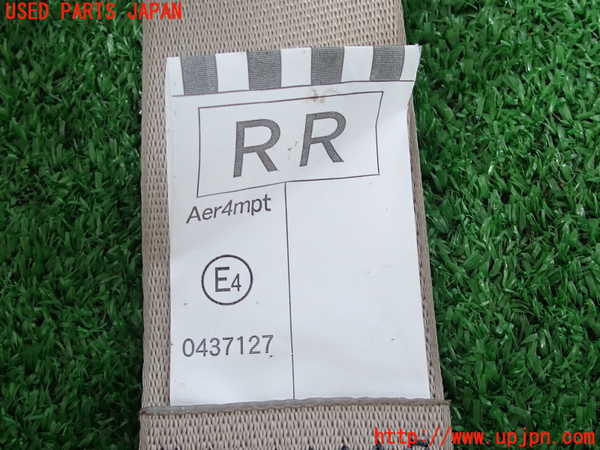 USED PARTS JAPAN
RR
Aer4mpt
E4
0437127
http://www.upjpn.com/